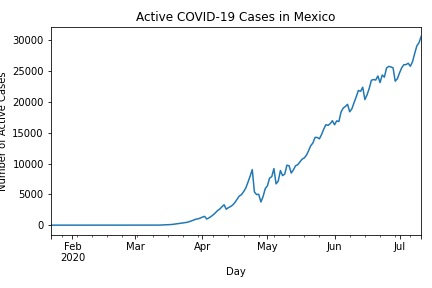 Active COVID-19 Cases in Mexico
Number of Active Cases
30000
25000
20000
15000
10000
5000
0
Feb
2020
Mar
Apr
May
Jun
Jul
Day